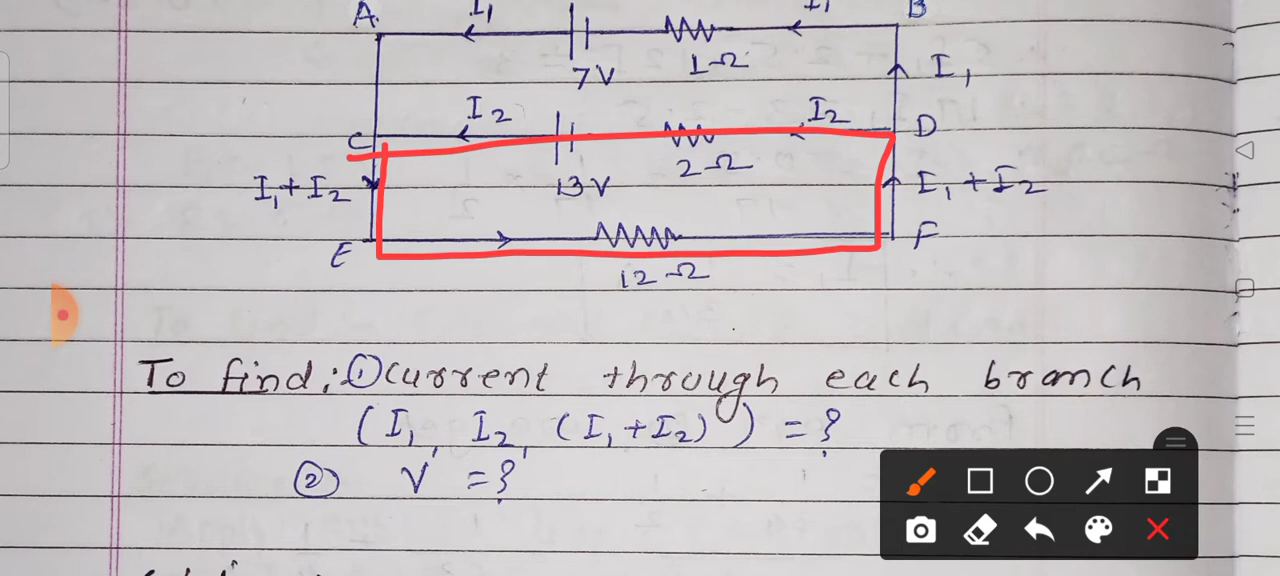 A. I₁ I₁ B
7V 1Ω I₁
C I₂ I₂ D
I₁+I₂ 13V 2Ω I₁+I₂
E 12Ω F
To find: ① Current through each branch
(I₁, I₂, (I₁+I₂)) = ?
② V = ?